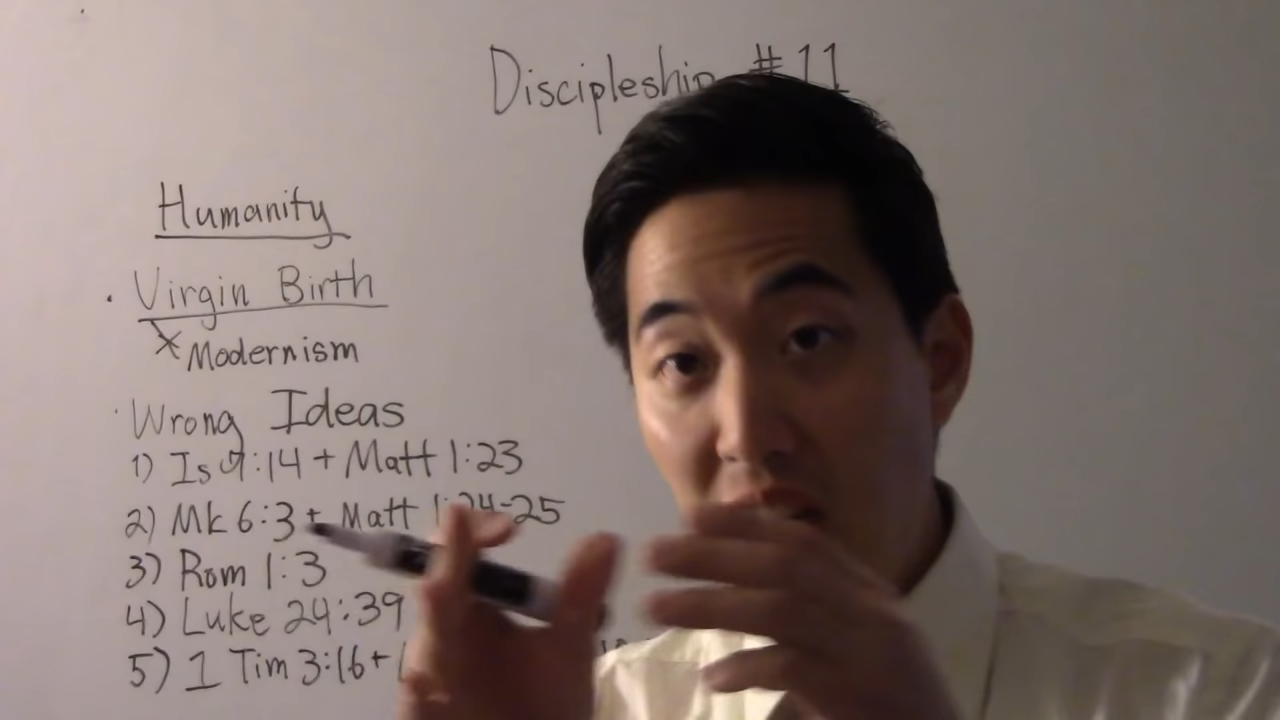 Discipleship #11
Humanity
Virgin Birth
Modernism
Wrong Ideas
1) Is 7:14 + Matt 1:23
2) Mk 6:3 + Matt 1:24-25
3) Rom 1:3
4) Luke 24:39
5) 1 Tim 3:16 +